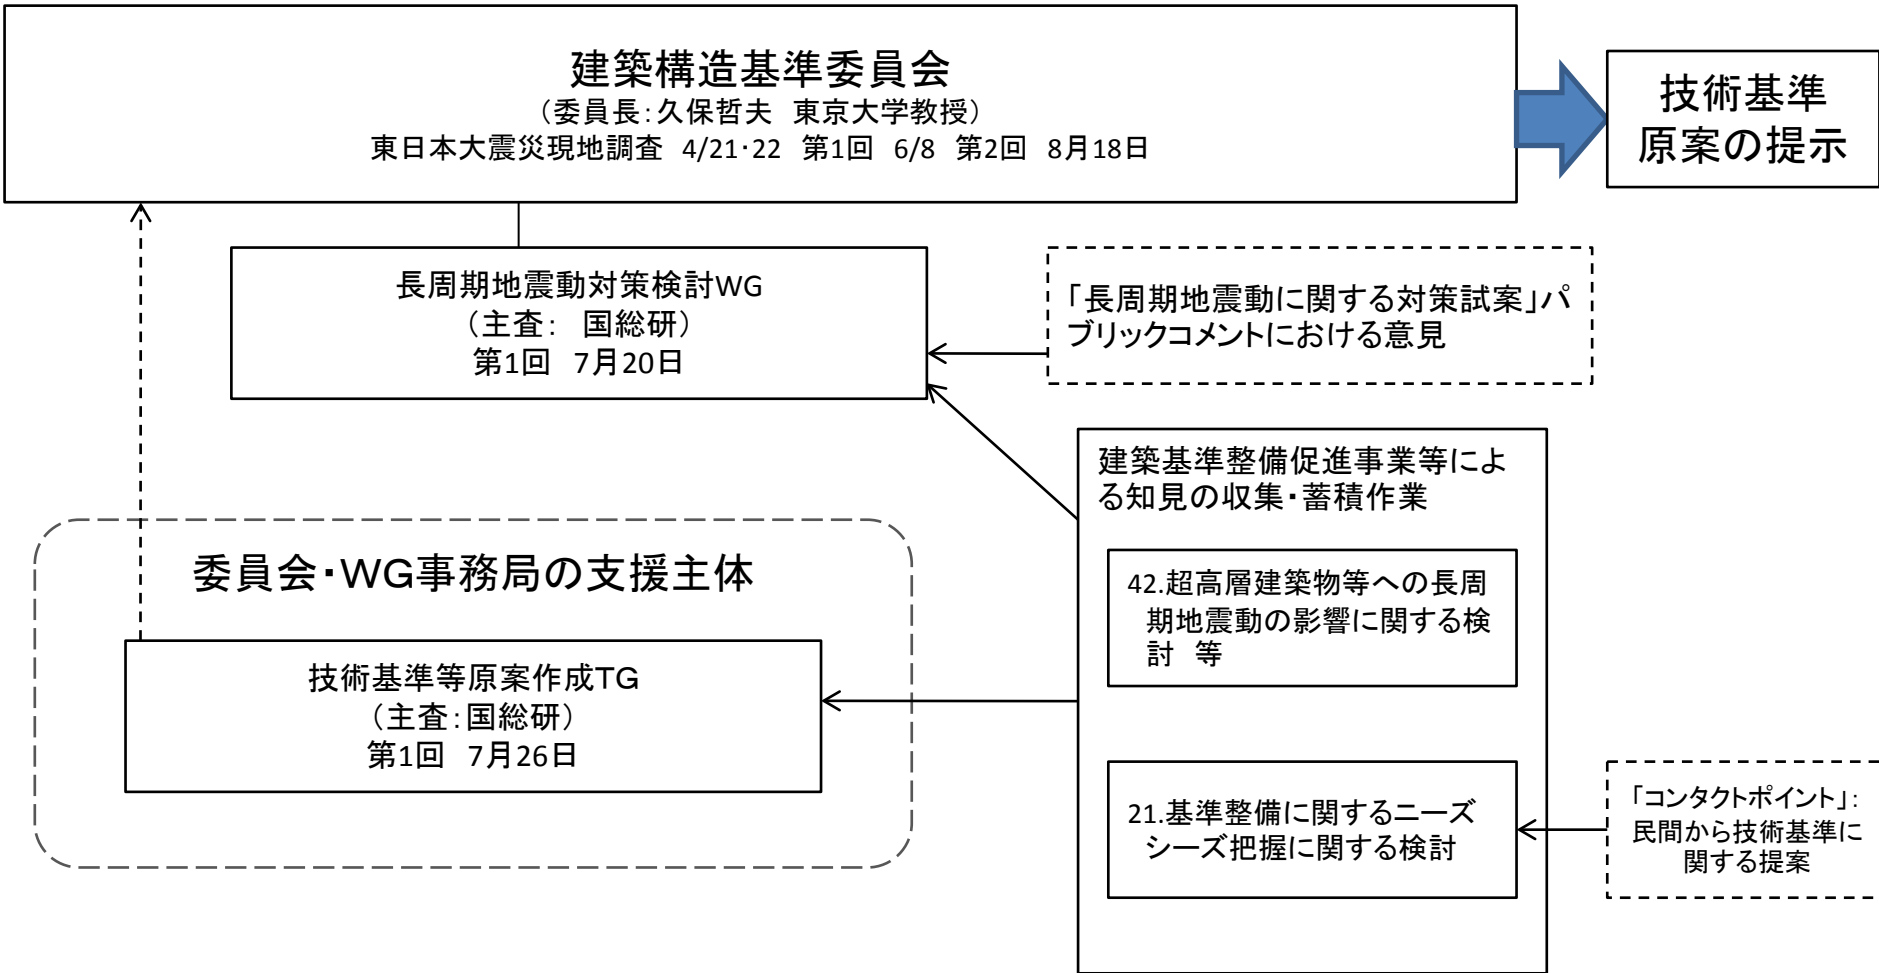 建築構造基準委員会
（委員長：久保哲夫　東京大学教授）
東日本大震災現地調査　4/21・22　第1回　6/8　第2回　8月18日
技術基準
原案の提示
長周期地震動対策検討WG
（主査：　国総研）
第1回　7月20日
「長周期地震動に関する対策試案」パ
ブリックコメントにおける意見
建築基準整備促進事業等によ
る知見の収集・蓄積作業
42.超高層建築物等への長周
期地震動の影響に関する検
討　等
委員会・WG事務局の支援主体
技術基準等原案作成TG
（主査：国総研）
第1回　7月26日
21.基準整備に関するニーズ
シーズ把握に関する検討
「コンタクトポイント」：
民間から技術基準に
関する提案